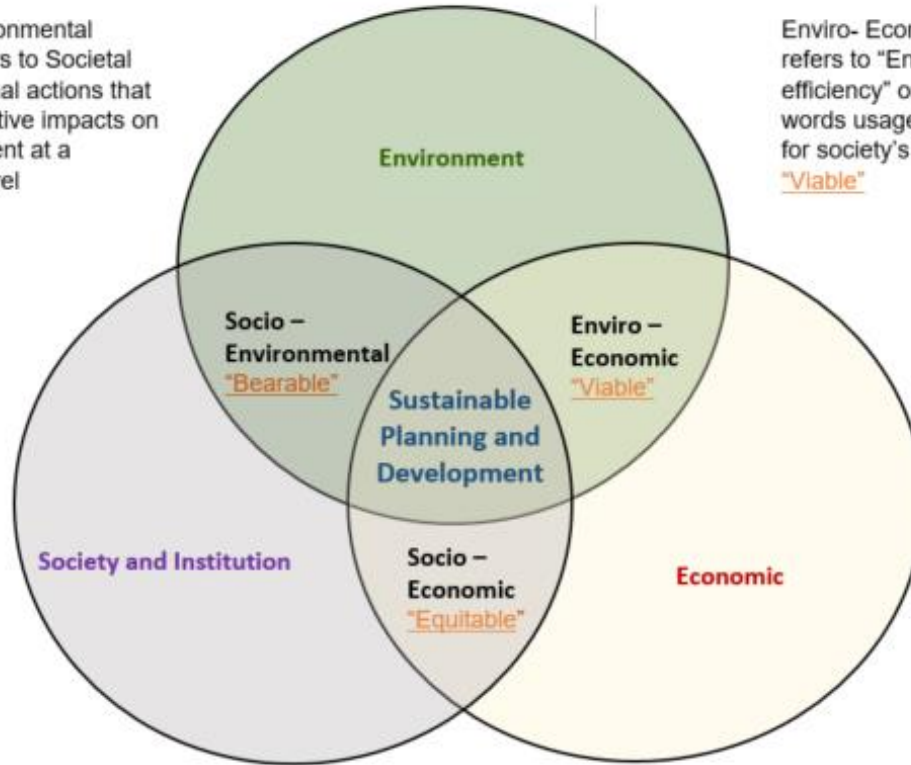 onmental
s to Societal
al actions that
tive impacts on
ent at a
vel
Enviro- Econ
refers to “En
efficiency” o
words usage
for society’s
“Viable”
Environment
Socio –
Environmental
“Bearable”
Enviro –
Economic
“Viable”
Sustainable
Planning and
Development
Society and Institution
Socio –
Economic
“Equitable”
Economic